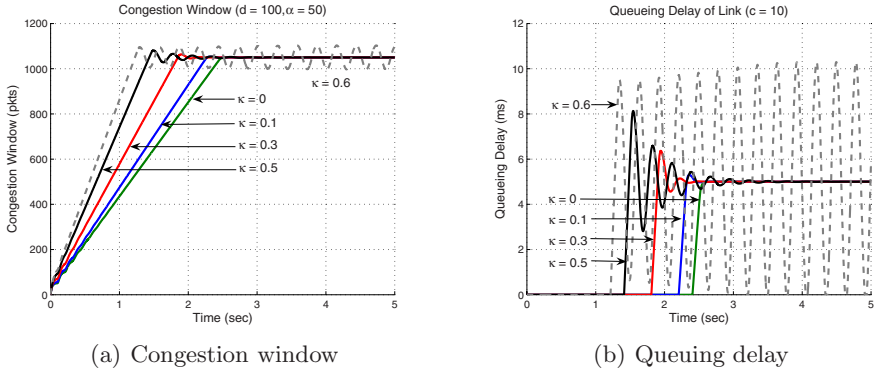 Congestion Window (d = 100,α = 50)
Congestion Window (pkts)
1200
1000
800
600
400
200
0
0 1 2 3 4 5
Time (sec)
κ = 0.6
κ = 0
κ = 0.1
κ = 0.3
κ = 0.5
(a) Congestion window
Queueing Delay of Link (c = 10)
Queuing Delay (ms)
12
10
8
6
4
2
0
0 1 2 3 4 5
Time (sec)
κ = 0.6
κ = 0
κ = 0.1
κ = 0.3
κ = 0.5
(b) Queuing delay